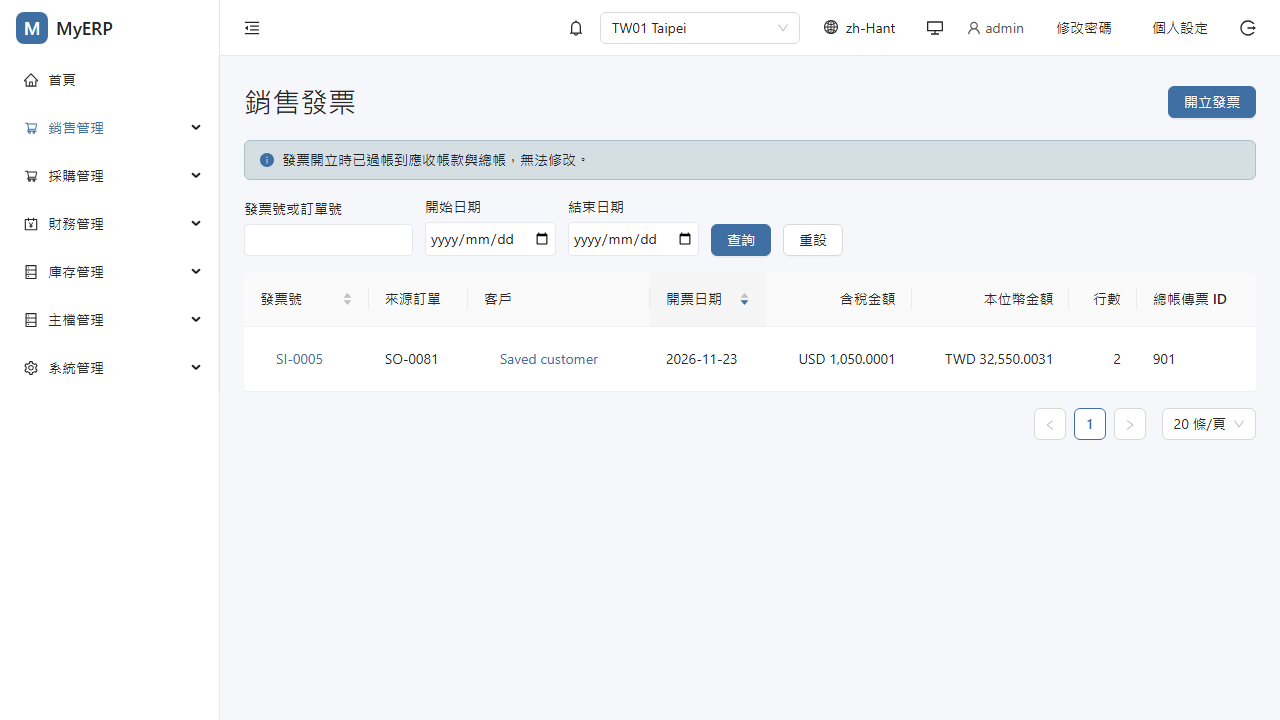 M MyERP
TW01 Taipei
zh-Hant
admin
修改密碼
個人設定
首頁
銷售管理
採購管理
財務管理
庫存管理
主檔管理
系統管理
銷售發票
開立發票
發票開立時已過帳到應收帳款與總帳，無法修改。
發票號或訂單號 開始日期 結束日期
yyyy/mm/dd yyyy/mm/dd 查詢 重設
發票號 來源訂單 客戶 開票日期 含稅金額 本位幣金額 行數 總帳傳票 ID
SI-0005 SO-0081 Saved customer 2026-11-23 USD 1,050.0001 TWD 32,550.0031 2 901
1 20 條/頁